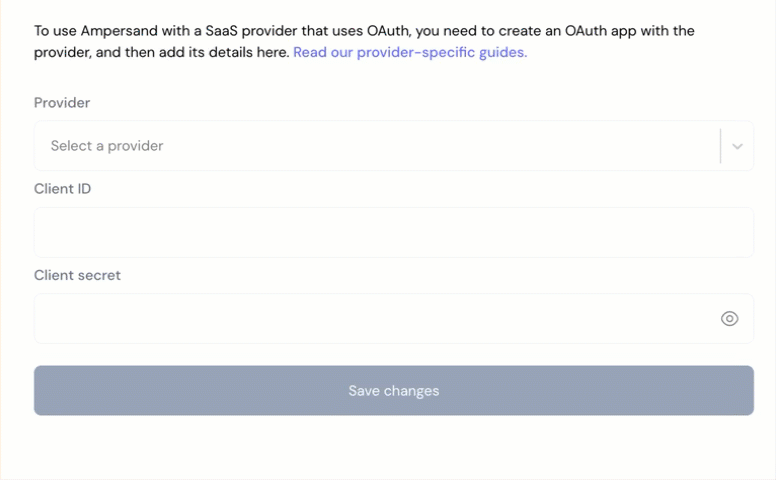 To use Ampersand with a SaaS provider that uses OAuth, you need to create an OAuth app with the
provider, and then add its details here. Read our provider-specific guides.
Provider
Select a provider
Client ID
Client secret
Save changes